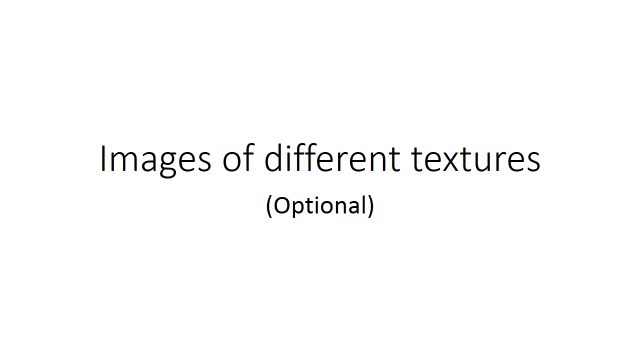 Images of different textures
(Optional)